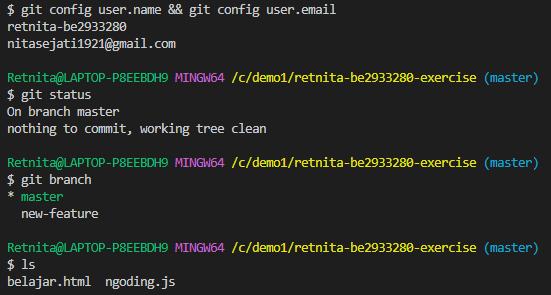 $ git config user.name && git config user.email
retnita-be2933280
nitasejati1921@gmail.com
Retnita@LAPTOP-P8EEBDH9 MINGW64 /c/demo1/retnita-be2933280-exercise (master)
$ git status
On branch master
nothing to commit, working tree clean
Retnita@LAPTOP-P8EEBDH9 MINGW64 /c/demo1/retnita-be2933280-exercise (master)
$ git branch
* master
  new-feature
Retnita@LAPTOP-P8EEBDH9 MINGW64 /c/demo1/retnita-be2933280-exercise (master)
$ ls
belajar.html  ngoding.js